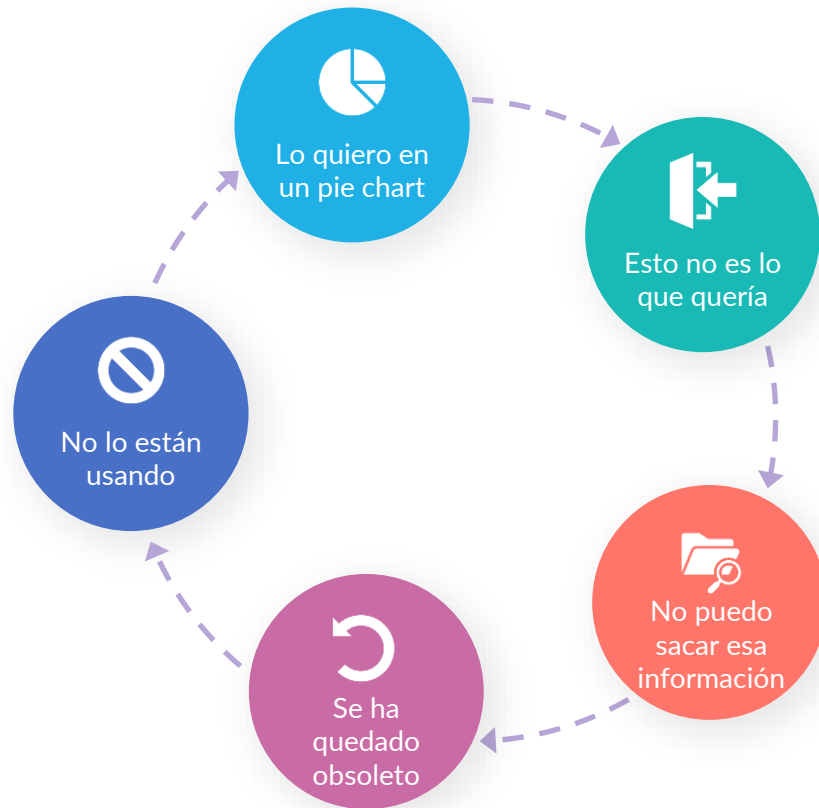 Lo quiero en
un pie chart
Esto no es lo
que quería
No puedo
sacar esa
información
Se ha
quedado
obsoleto
No lo están
usando